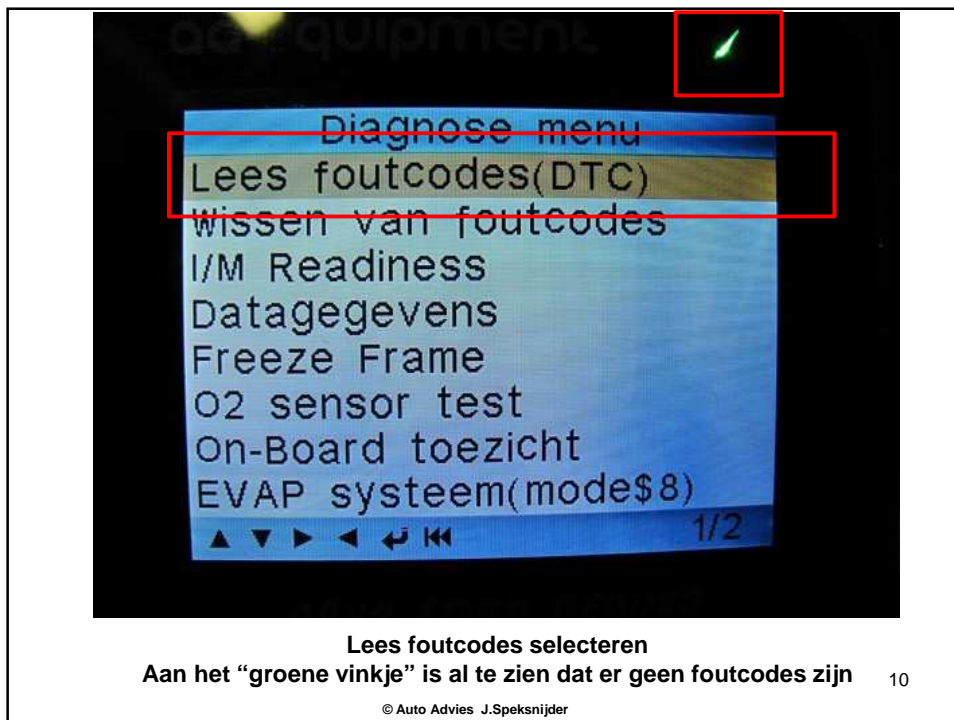 quipment
Diagnose menu
Lees foutcodes(DTC)
Wissen van foutcodes
I/M Readiness
Datagegevens
Freeze Frame
O2 sensor test
On-Board toezicht
EVAP systeem(mode$8)
1/2
Lees foutcodes selecteren
Aan het “groene vinkje” is al te zien dat er geen foutcodes zijn
10
© Auto Advies J.Speksnijder